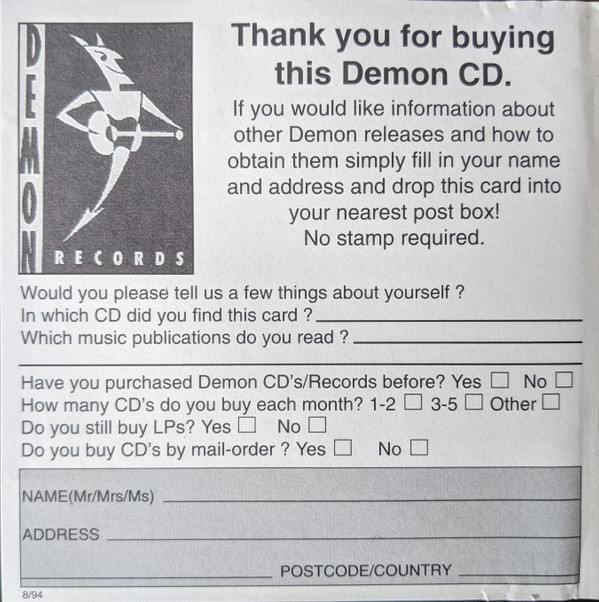 DEMON
RECORDS
Thank you for buying
this Demon CD.
If you would like information about
other Demon releases and how to
obtain them simply fill in your name
and address and drop this card into
your nearest post box!
No stamp required.
Would you please tell us a few things about yourself ?
In which CD did you find this card ?
Which music publications do you read ?
Have you purchased Demon CD's/Records before? Yes No
How many CD's do you buy each month? 1-2 3-5 Other
Do you still buy LPs? Yes No
Do you buy CD's by mail-order ? Yes No
NAME(Mr/Mrs/Ms)
ADDRESS
POSTCODE/COUNTRY
8/94